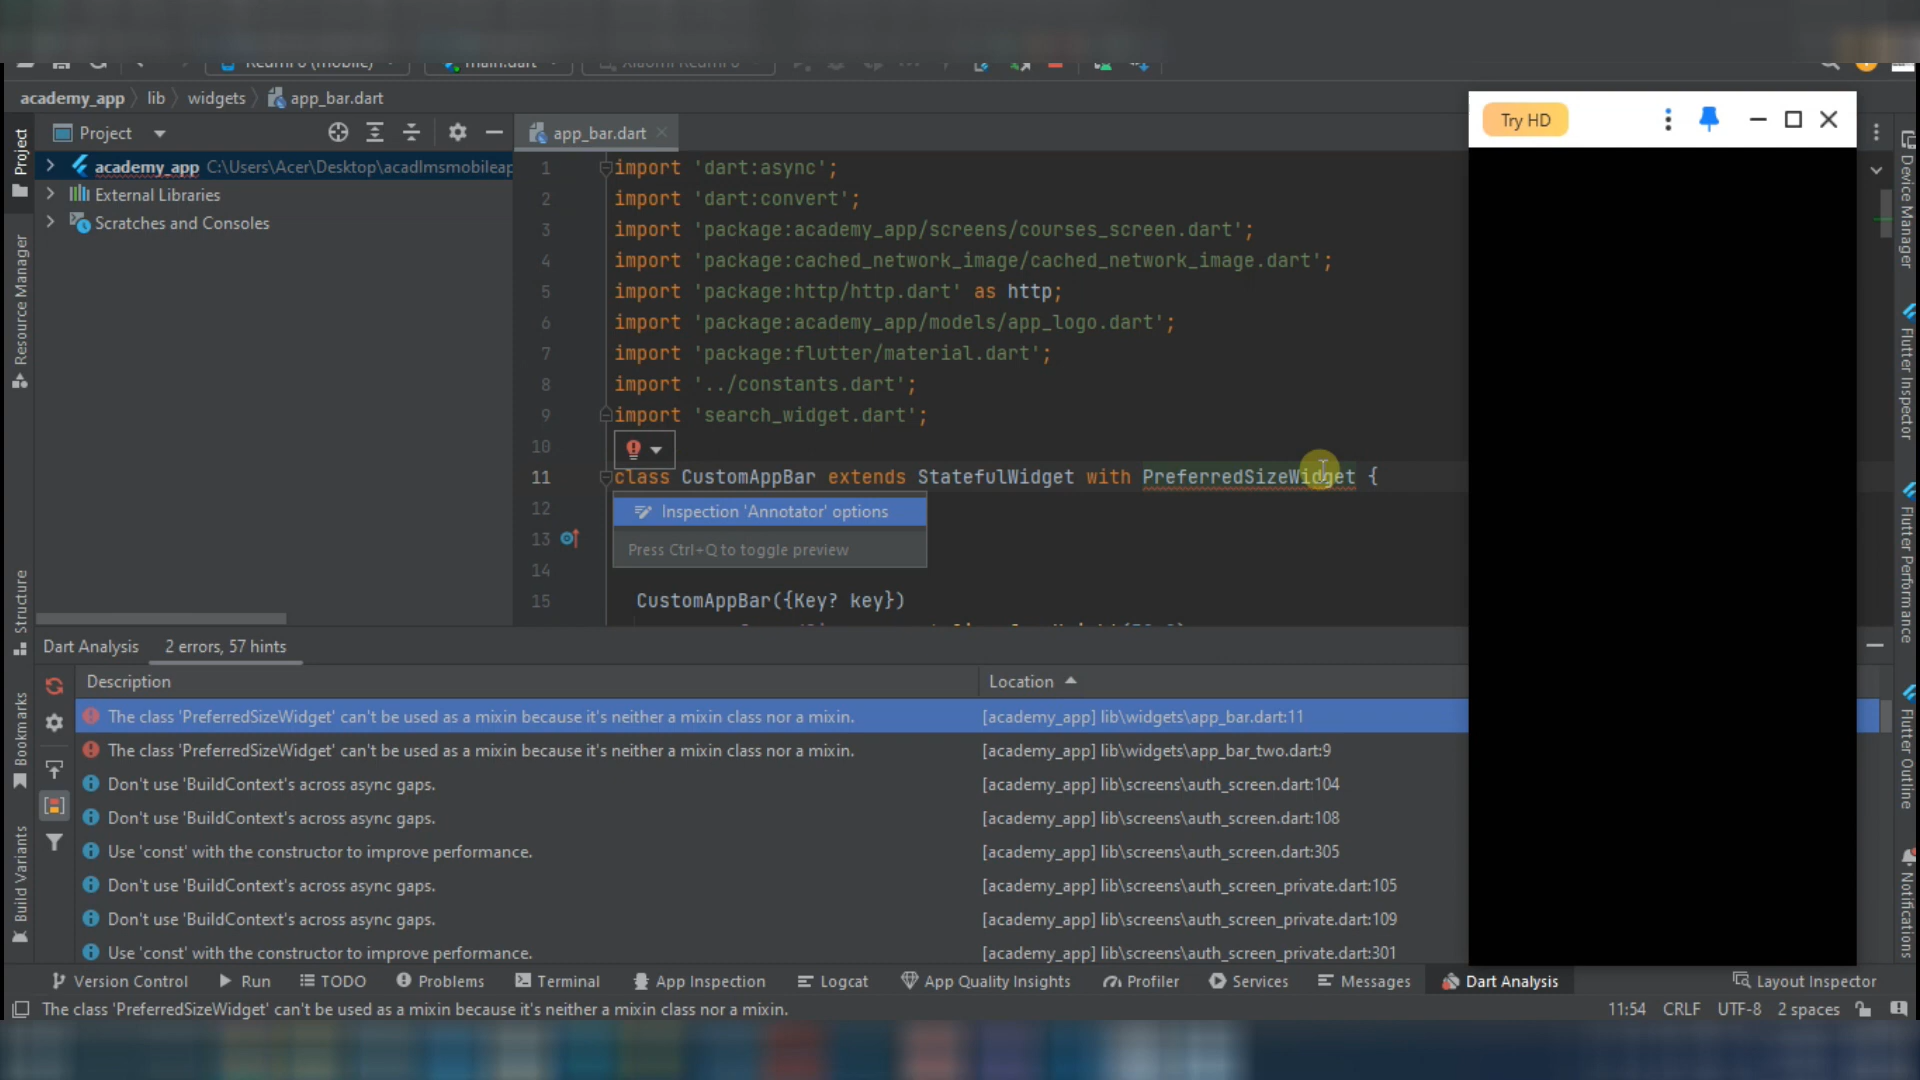 academy_app lib widgets app_bar.dart
Project
app_bar.dart
academy_app C:\Users\Acer\Desktop\acadlmsmobileap
External Libraries
Scratches and Consoles
1 import 'dart:async';
2 import 'dart:convert';
3 import 'package:academy_app/screens/courses_screen.dart';
4 import 'package:cached_network_image/cached_network_image.dart';
5 import 'package:http/http.dart' as http;
6 import 'package:academy_app/models/app_logo.dart';
7 import 'package:flutter/material.dart';
8 import '../constants.dart';
9 import 'search_widget.dart';
10
11 class CustomAppBar extends StatefulWidget with PreferredSizeWidget {
12
Inspection 'Annotator' options
13
Press Ctrl+Q to toggle preview
14
15 CustomAppBar({Key? key})
Try HD
Project
Resource Manager
Structure
Bookmarks
Build Variants
Device Manager
Flutter Inspector
Flutter Performance
Flutter Outline
Notifications
Dart Analysis 2 errors, 57 hints
Description Location
The class 'PreferredSizeWidget' can't be used as a mixin because it's neither a mixin class nor a mixin. [academy_app] lib\widgets\app_bar.dart:11
The class 'PreferredSizeWidget' can't be used as a mixin because it's neither a mixin class nor a mixin. [academy_app] lib\widgets\app_bar_two.dart:9
Don't use 'BuildContext's across async gaps. [academy_app] lib\screens\auth_screen.dart:104
Don't use 'BuildContext's across async gaps. [academy_app] lib\screens\auth_screen.dart:108
Use 'const' with the constructor to improve performance. [academy_app] lib\screens\auth_screen.dart:305
Don't use 'BuildContext's across async gaps. [academy_app] lib\screens\auth_screen_private.dart:105
Don't use 'BuildContext's across async gaps. [academy_app] lib\screens\auth_screen_private.dart:109
Use 'const' with the constructor to improve performance. [academy_app] lib\screens\auth_screen_private.dart:301
Version Control Run TODO Problems Terminal App Inspection Logcat App Quality Insights Profiler Services Messages Dart Analysis Layout Inspector
The class 'PreferredSizeWidget' can't be used as a mixin because it's neither a mixin class nor a mixin. 11:54 CRLF UTF-8 2 spaces